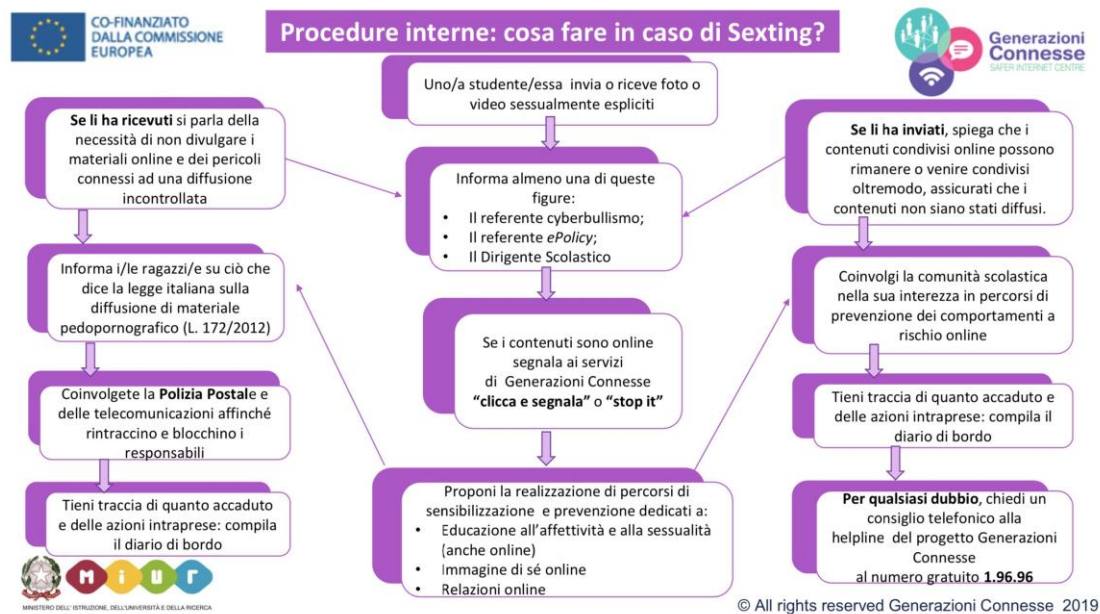 CO-FINANZIATO
DALLA COMMISSIONE
EUROPEA
Procedure interne: cosa fare in caso di Sexting?
Generazioni
Connesse
SAFER INTERNET CENTRE
Uno/a studente/essa invia o riceve foto o
video sessualmente espliciti
Se li ha ricevuti si parla della
necessità di non divulgare i
materiali online e dei pericoli
connessi ad una diffusione
incontrollata
Informa i/le ragazzi/e su ciò che
dice la legge italiana sulla
diffusione di materiale
pedopornografico (L. 172/2012)
Coinvolgete la Polizia Postale e
delle telecomunicazioni affinché
rintraccino e blocchino i
responsabili
Tieni traccia di quanto accaduto
e delle azioni intraprese: compila
il diario di bordo
Informa almeno una di queste
figure:
• Il referente cyberbullismo;
• Il referente ePolicy;
• Il Dirigente Scolastico
Se i contenuti sono online
segnala ai servizi
di Generazioni Connesse
“clicca e segnala” o “stop it”
Proponi la realizzazione di percorsi di
sensibilizzazione e prevenzione dedicati a:
• Educazione all’affettività e alla sessualità
(anche online)
• Immagine di sé online
• Relazioni online
Se li ha inviati, spiega che i
contenuti condivisi online possono
rimanere o venire condivisi
oltremodo, assicurati che i
contenuti non siano stati diffusi.
Coinvolgi la comunità scolastica
nella sua interezza in percorsi di
prevenzione dei comportamenti a
rischio online
Tieni traccia di quanto accaduto e
delle azioni intraprese: compila il
diario di bordo
Per qualsiasi dubbio, chiedi un
consiglio telefonico alla
helpline del progetto Generazioni
Connesse
al numero gratuito 1.96.96
MIUR
MINISTERO DELL' ISTRUZIONE, DELL'UNIVERSITÀ E DELLA RICERCA
© All rights reserved Generazioni Connesse 2019